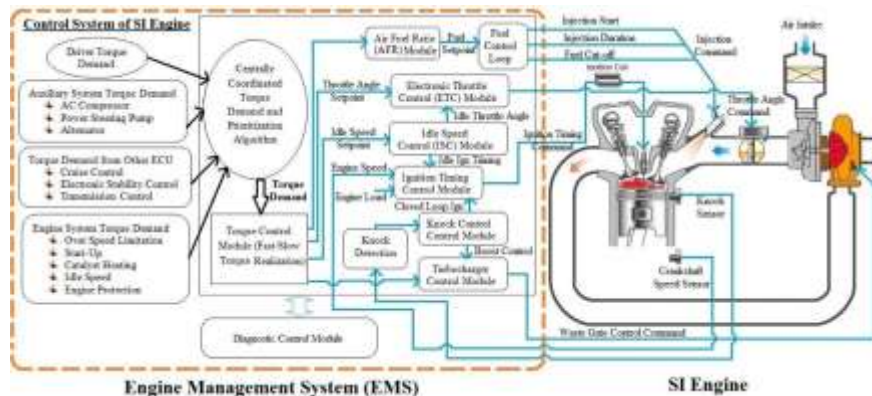 Control System of SI Engine
Driver Torque
Demand
Auxiliary System Torque Demand
AC Compressor
Power Steering Pump
Alternator
Torque Demand from Other ECU
Cruise Control
Electronic Stability Control
Transmission Control
Engine System Torque Demand
Over Speed Limitation
Start-Up
Catalyst Heating
Idle Speed
Engine Protection
Centrally
Coordinated
Torque
Demand and
Prioritization
Algorithm
Torque
Demand
Torque Control
Module (Fast/Slow
Torque Realization)
Diagnostic Control Module
Air Fuel Ratio
(AFR) Module
Fuel
Setpoint
Fuel
Control
Loop
Throttle Angle
Setpoint
Electronic Throttle
Control (ETC) Module
Idle Throttle Angle
Idle Speed
Setpoint
Idle Speed
Control (ISC) Module
Idle Ign Timing
Engine Speed
Engine Load
Ignition Timing
Control Module
Closed Loop Ign
Knock
Detection
Knock Control
Control Module
Boost Control
Turbocharger
Control Module
Injection Start
Injection Duration
Fuel Cut-off
Injection
Command
Ignition Coil
Ignition Timing
Command
Air Intake
Throttle Angle
Command
Knock
Sensor
Crankshaft
Speed Sensor
Waste Gate Control Command
Engine Management System (EMS)
SI Engine